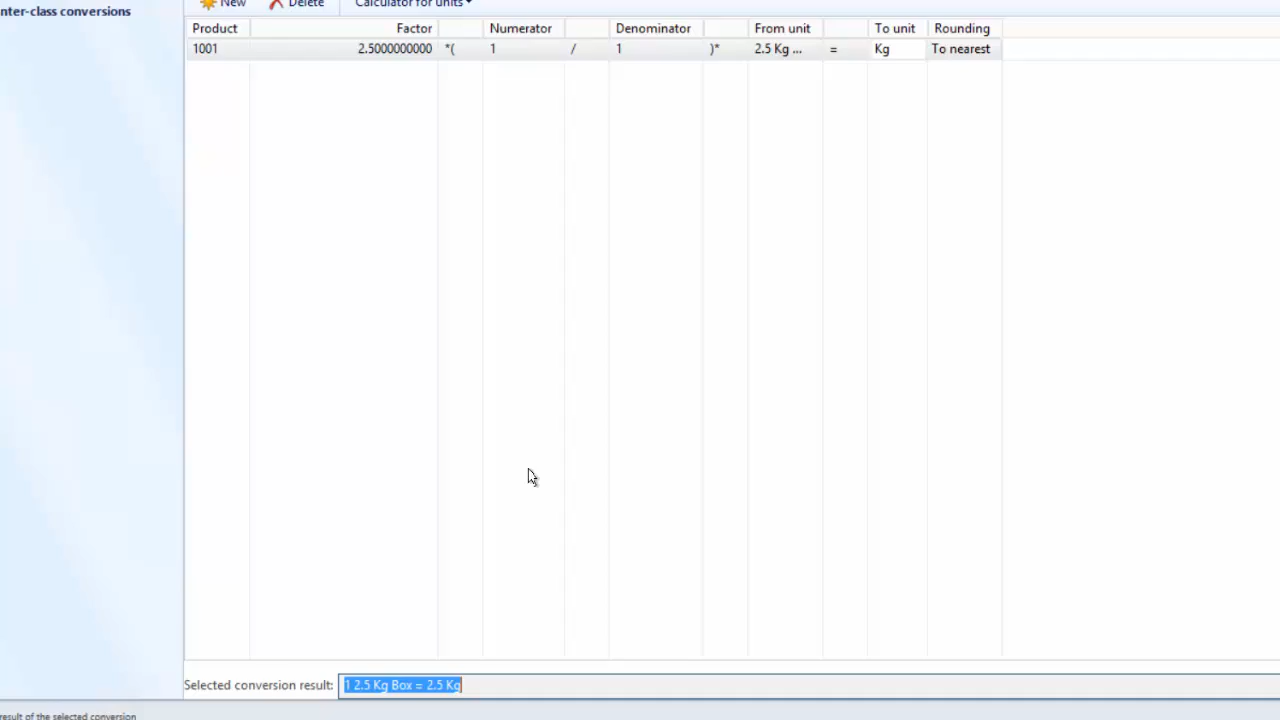 nter-class conversions
New Delete Calculator for units
Product Factor Numerator Denominator From unit To unit Rounding
1001 2.5000000000 *( 1 / 1 )* 2.5 Kg ... = Kg To nearest
Selected conversion result: 1 2.5 Kg Box = 2.5 Kg
result of the selected conversion